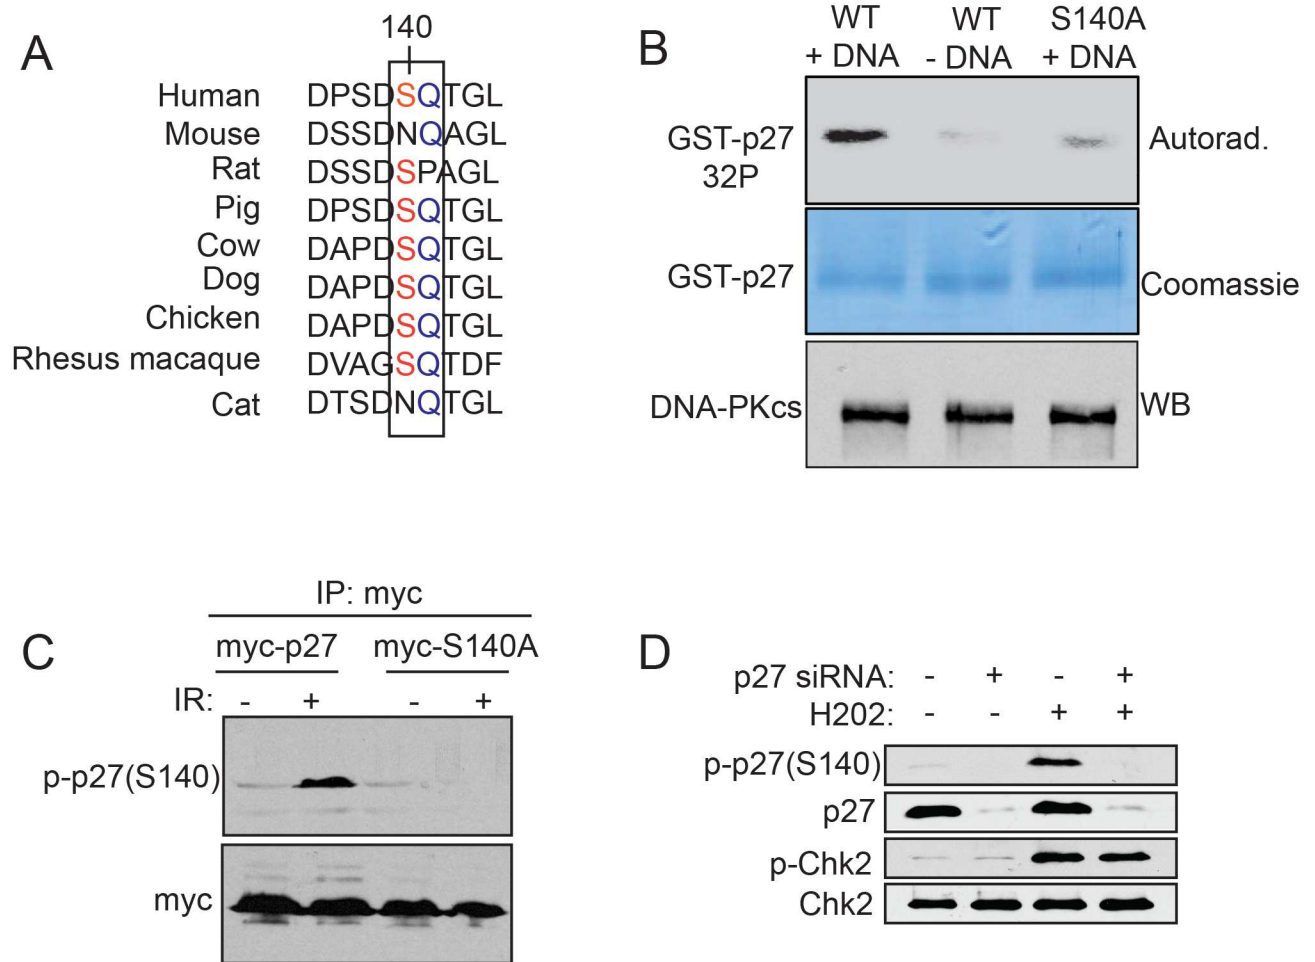 A
140
Human DPSDSQTGL
Mouse DSSDNQAGL
Rat DSSDSPAGL
Pig DPSDSQTGL
Cow DAPDSQTGL
Dog DAPDSQTGL
Chicken DAPDSQTGL
Rhesus macaque DVAGSQTDF
Cat DTSDNQTGL
B
WT WT S140A
+ DNA - DNA + DNA
GST-p27 Autorad.
32P
GST-p27 Coomassie
DNA-PKcs WB
C
IP: myc
myc-p27 myc-S140A
IR: - + - +
p-p27(S140)
myc
D
p27 siRNA: - + - +
H202: - - + +
p-p27(S140)
p27
p-Chk2
Chk2